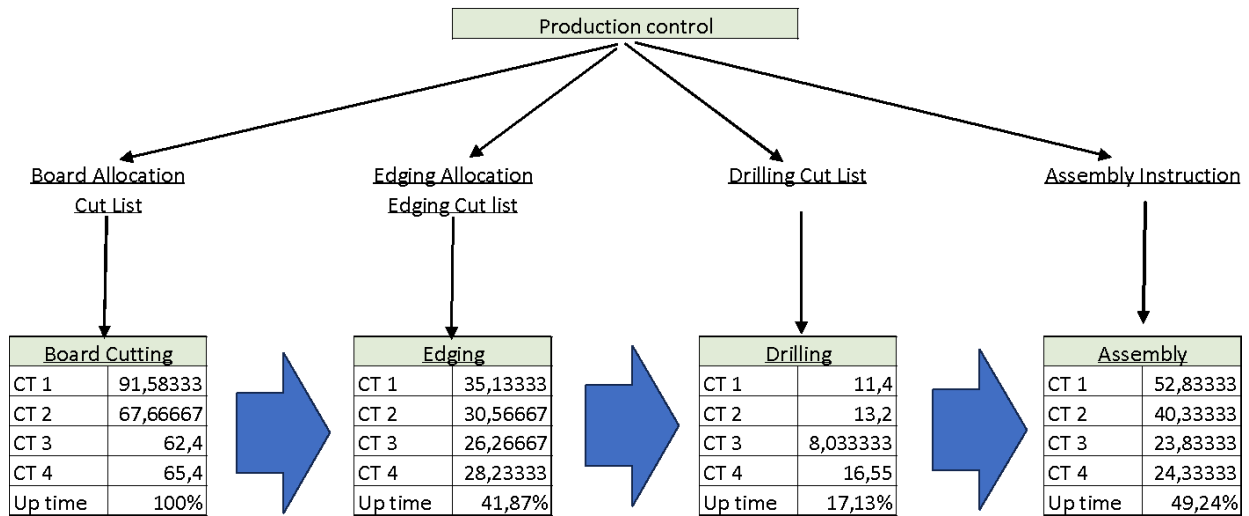 Production control
Board Allocation
Cut List
Edging Allocation
Edging Cut list
Drilling Cut List
Assembly Instruction
Board Cutting
CT 1 91,58333
CT 2 67,66667
CT 3 62,4
CT 4 65,4
Up time 100%
Edging
CT 1 35,13333
CT 2 30,56667
CT 3 26,26667
CT 4 28,23333
Up time 41,87%
Drilling
CT 1 11,4
CT 2 13,2
CT 3 8,033333
CT 4 16,55
Up time 17,13%
Assembly
CT 1 52,83333
CT 2 40,33333
CT 3 23,83333
CT 4 24,33333
Up time 49,24%